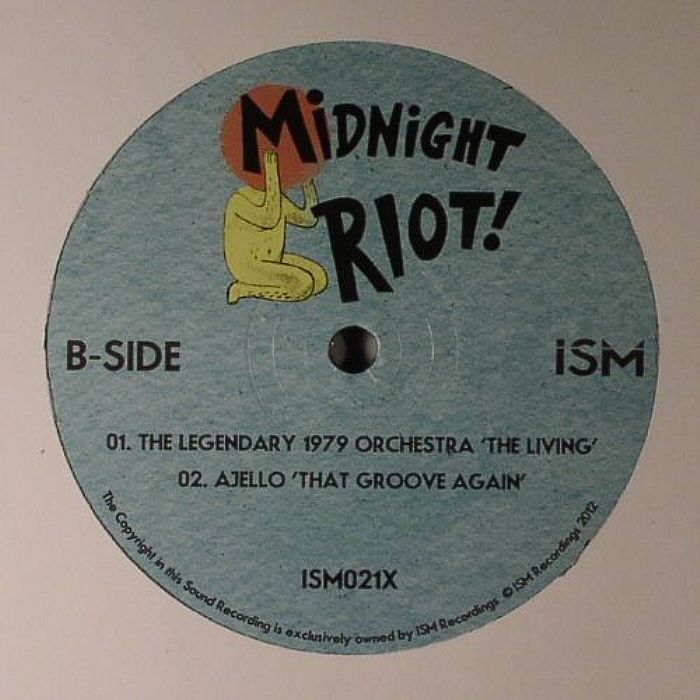 MiDNiGHT
RIOT!
B-SIDE
iSM
01. THE LEGENDARY 1979 ORCHESTRA 'THE LIVING'
02. AJELLO 'THAT GROOVE AGAIN'
ISM021X
The Copyright in this Sound Recording is exclusively owned by ISM Recordings © ISM Recordings 2012